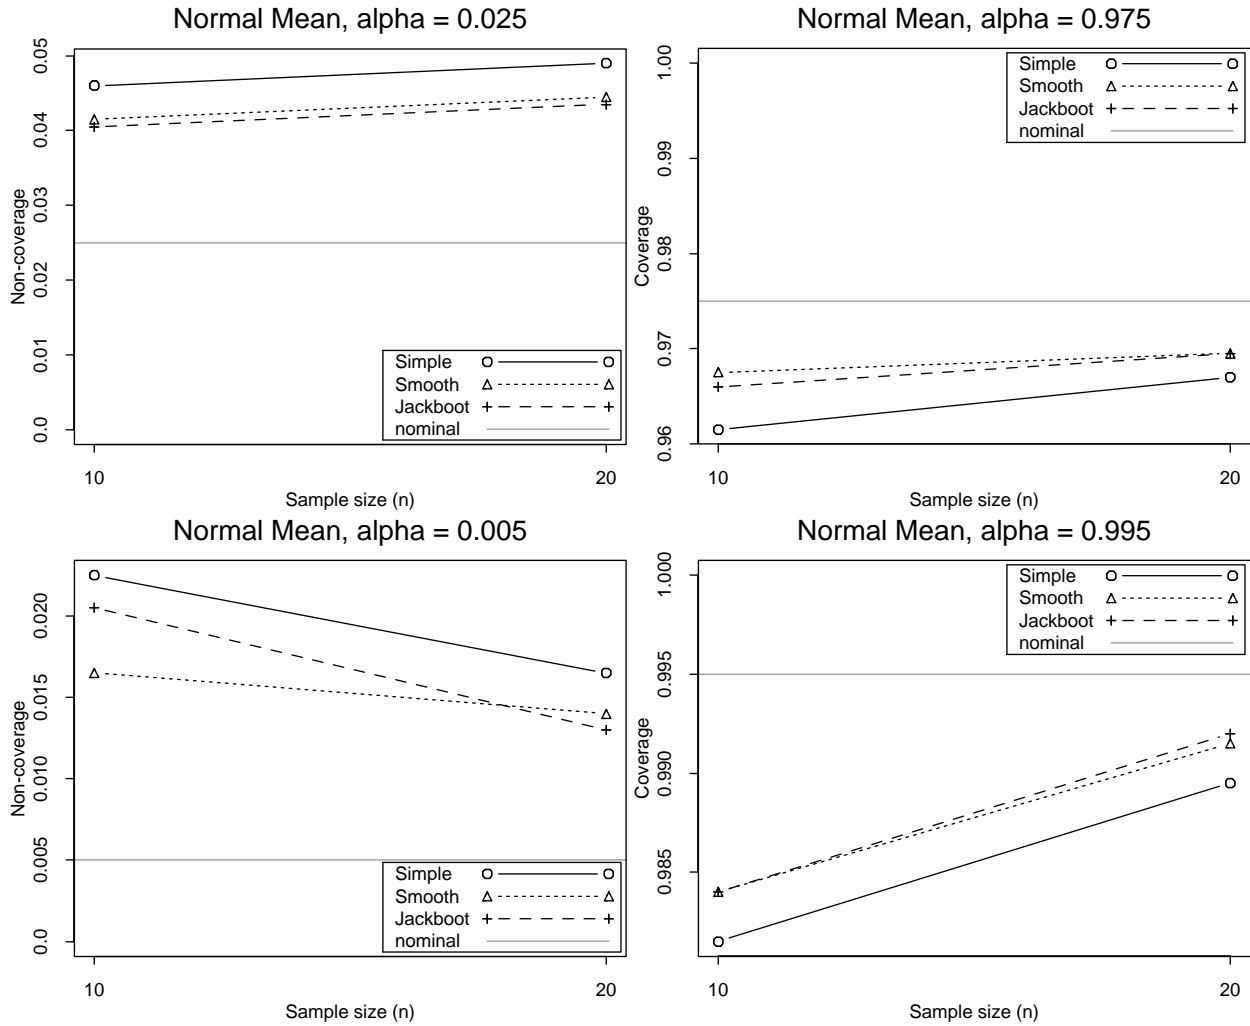 Normal Mean, alpha = 0.025
Non-coverage
0.05
0.04
0.03
0.02
0.01
0.0
Simple
Smooth
Jackboot
nominal
10
20
Sample size (n)
Normal Mean, alpha = 0.975
Coverage
1.00
0.99
0.98
0.97
0.96
Simple
Smooth
Jackboot
nominal
10
20
Sample size (n)
Normal Mean, alpha = 0.005
Non-coverage
0.020
0.015
0.010
0.005
0.0
Simple
Smooth
Jackboot
nominal
10
20
Sample size (n)
Normal Mean, alpha = 0.995
Coverage
1.000
0.995
0.990
0.985
Simple
Smooth
Jackboot
nominal
10
20
Sample size (n)